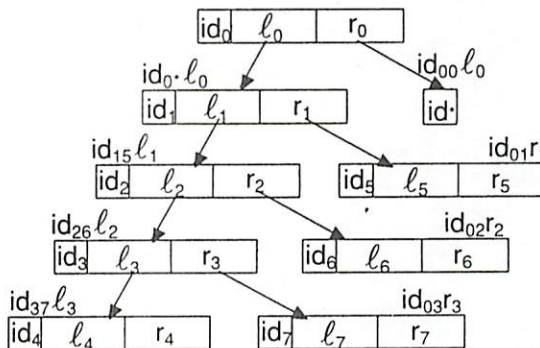 id₀ ℓ₀ r₀
id₀·ℓ₀ id₀₀ℓ₀
id₁ ℓ₁ r₁ id·
id₁₅ℓ₁ id₀₁r
id₂ ℓ₂ r₂ id₅ ℓ₅ r₅
id₂₆ℓ₂ id₀₂r₂
id₃ ℓ₃ r₃ id₆ ℓ₆ r₆
id₃₇ℓ₃ id₀₃r₃
id₄ ℓ₄ r₄ id₇ ℓ₇ r₇